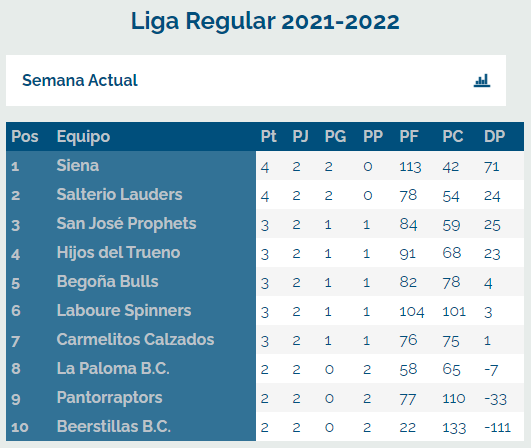 Liga Regular 2021-2022
Semana Actual
Pos Equipo Pt PJ PG PP PF PC DP
1 Siena 4 2 2 0 113 42 71
2 Salterio Lauders 4 2 2 0 78 54 24
3 San José Prophets 3 2 1 1 84 59 25
4 Hijos del Trueno 3 2 1 1 91 68 23
5 Begoña Bulls 3 2 1 1 82 78 4
6 Laboure Spinners 3 2 1 1 104 101 3
7 Carmelitos Calzados 3 2 1 1 76 75 1
8 La Paloma B.C. 2 2 0 2 58 65 -7
9 Pantorraptors 2 2 0 2 77 110 -33
10 Beerstillas B.C. 2 2 0 2 22 133 -111